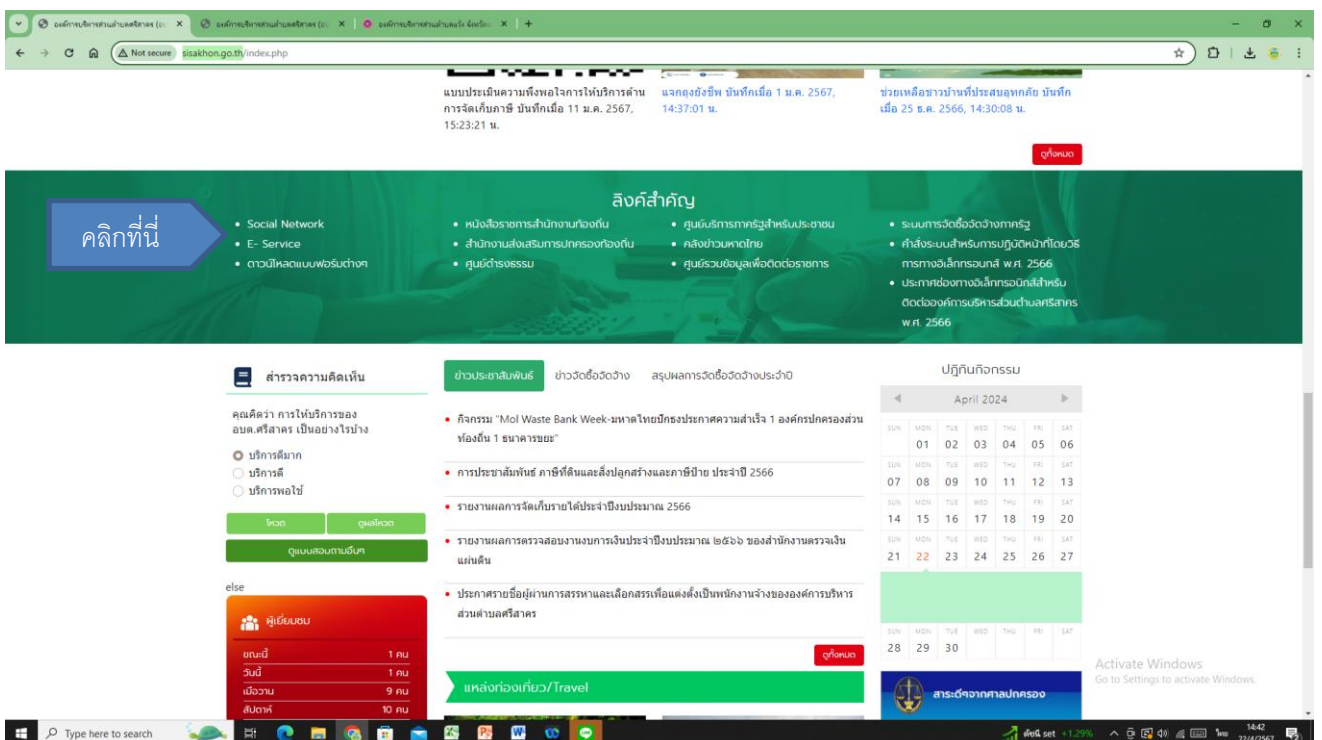 องค์การบริหารส่วนตำบลศรีสาคร (อบ
องค์การบริหารส่วนตำบลศรีสาคร (อบ
Not secure
sisakhon.go.th/index.php
แบบประเมินความพึงพอใจการให้บริการด้าน
การจัดเก็บภาษี บันทึกเมื่อ 11 ม.ค. 2567,
15:23:21 น.
แจกถุงยังชีพ บันทึกเมื่อ 1 ม.ค. 2567,
14:37:01 น.
ช่วยเหลือชาวบ้านที่ประสบอุทกภัย บันทึก
เมื่อ 25 ธ.ค. 2566, 14:30:08 น.
ดูทั้งหมด
ลิงค์สำคัญ
คลิกที่นี่
Social Network
E- Service
ดาวน์โหลดแบบฟอร์มต่างๆ
หนังสือราชการสำนักงานท้องถิ่น
สำนักงานส่งเสริมการปกครองท้องถิ่น
ศูนย์ดำรงธรรม
ศูนย์บริการภาครัฐสำหรับประชาชน
คลังข่าวมหาดไทย
ศูนย์รวมข้อมูลเพื่อติดต่อราชการ
ระบบการจัดซื้อจัดจ้างภาครัฐ
คำสั่งระบบสำหรับการปฏิบัติหน้าที่โดยวิธี
การทางอิเล็กทรอนกส์ พ.ศ. 2566
ประกาศช่องทางอิเล็กทรอนิกส์สำหรับ
ติดต่อองค์การบริหารส่วนตำบลศรีสาคร
พ.ศ. 2566
สำรวจความคิดเห็น
คุณคิดว่า การให้บริการของ
อบต.ศรีสาคร เป็นอย่างไรบ้าง
บริการดีมาก
บริการดี
บริการพอใช้
โหวต
ดูผลโหวต
ดูแบบสอบถามอื่นๆ
else
ผู้เยี่ยมชม
ขณะนี้ 1 คน
วันนี้ 1 คน
เมื่อวาน 9 คน
สัปดาห์ 10 คน
ข่าวประชาสัมพันธ์ ข่าวจัดซื้อจัดจ้าง สรุปผลการจัดซื้อจัดจ้างประจำปี
กิจกรรม "MoI Waste Bank Week-มหาดไทยปักธงประกาศความสำเร็จ 1 องค์กรปกครองส่วน
ท้องถิ่น 1 ธนาคารขยะ"
การประชาสัมพันธ์ ภาษีที่ดินและสิ่งปลูกสร้างและภาษีป้าย ประจำปี 2566
รายงานผลการจัดเก็บรายได้ประจำปีงบประมาณ 2566
รายงานผลการตรวจสอบงานงบการเงินประจำปีงบประมาณ ๒๕๖๖ ของสำนักงานตรวจเงิน
แผ่นดิน
ประกาศรายชื่อผู้ผ่านการสรรหาและเลือกสรรเพื่อแต่งตั้งเป็นพนักงานจ้างขององค์การบริหาร
ส่วนตำบลศรีสาคร
ดูทั้งหมด
แหล่งท่องเที่ยว/Travel
ปฎิทินกิจกรรม
April 2024
SUN MON TUE WED THU FRI SAT
01 02 03 04 05 06
SUN MON TUE WED THU FRI SAT
07 08 09 10 11 12 13
SUN MON TUE WED THU FRI SAT
14 15 16 17 18 19 20
SUN MON TUE WED THU FRI SAT
21 22 23 24 25 26 27
SUN MON TUE WED THU FRI SAT
28 29 30
สาระดีๆจากศาลปกครอง
Activate Windows
Go to Settings to activate Windows.
Type here to search
ดัชนี set +1.29%
ไทย
14:42
22/4/2567